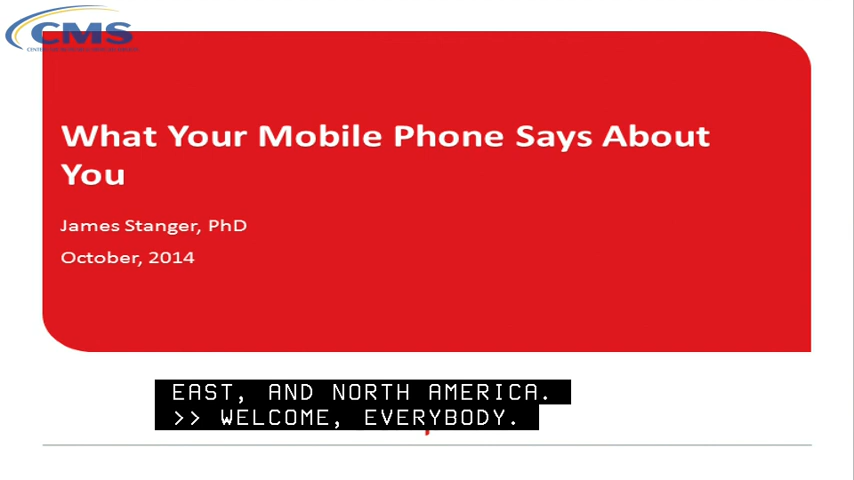 CMS
What Your Mobile Phone Says About
You
James Stanger, PhD
October, 2014
EAST, AND NORTH AMERICA.
>> WELCOME, EVERYBODY.